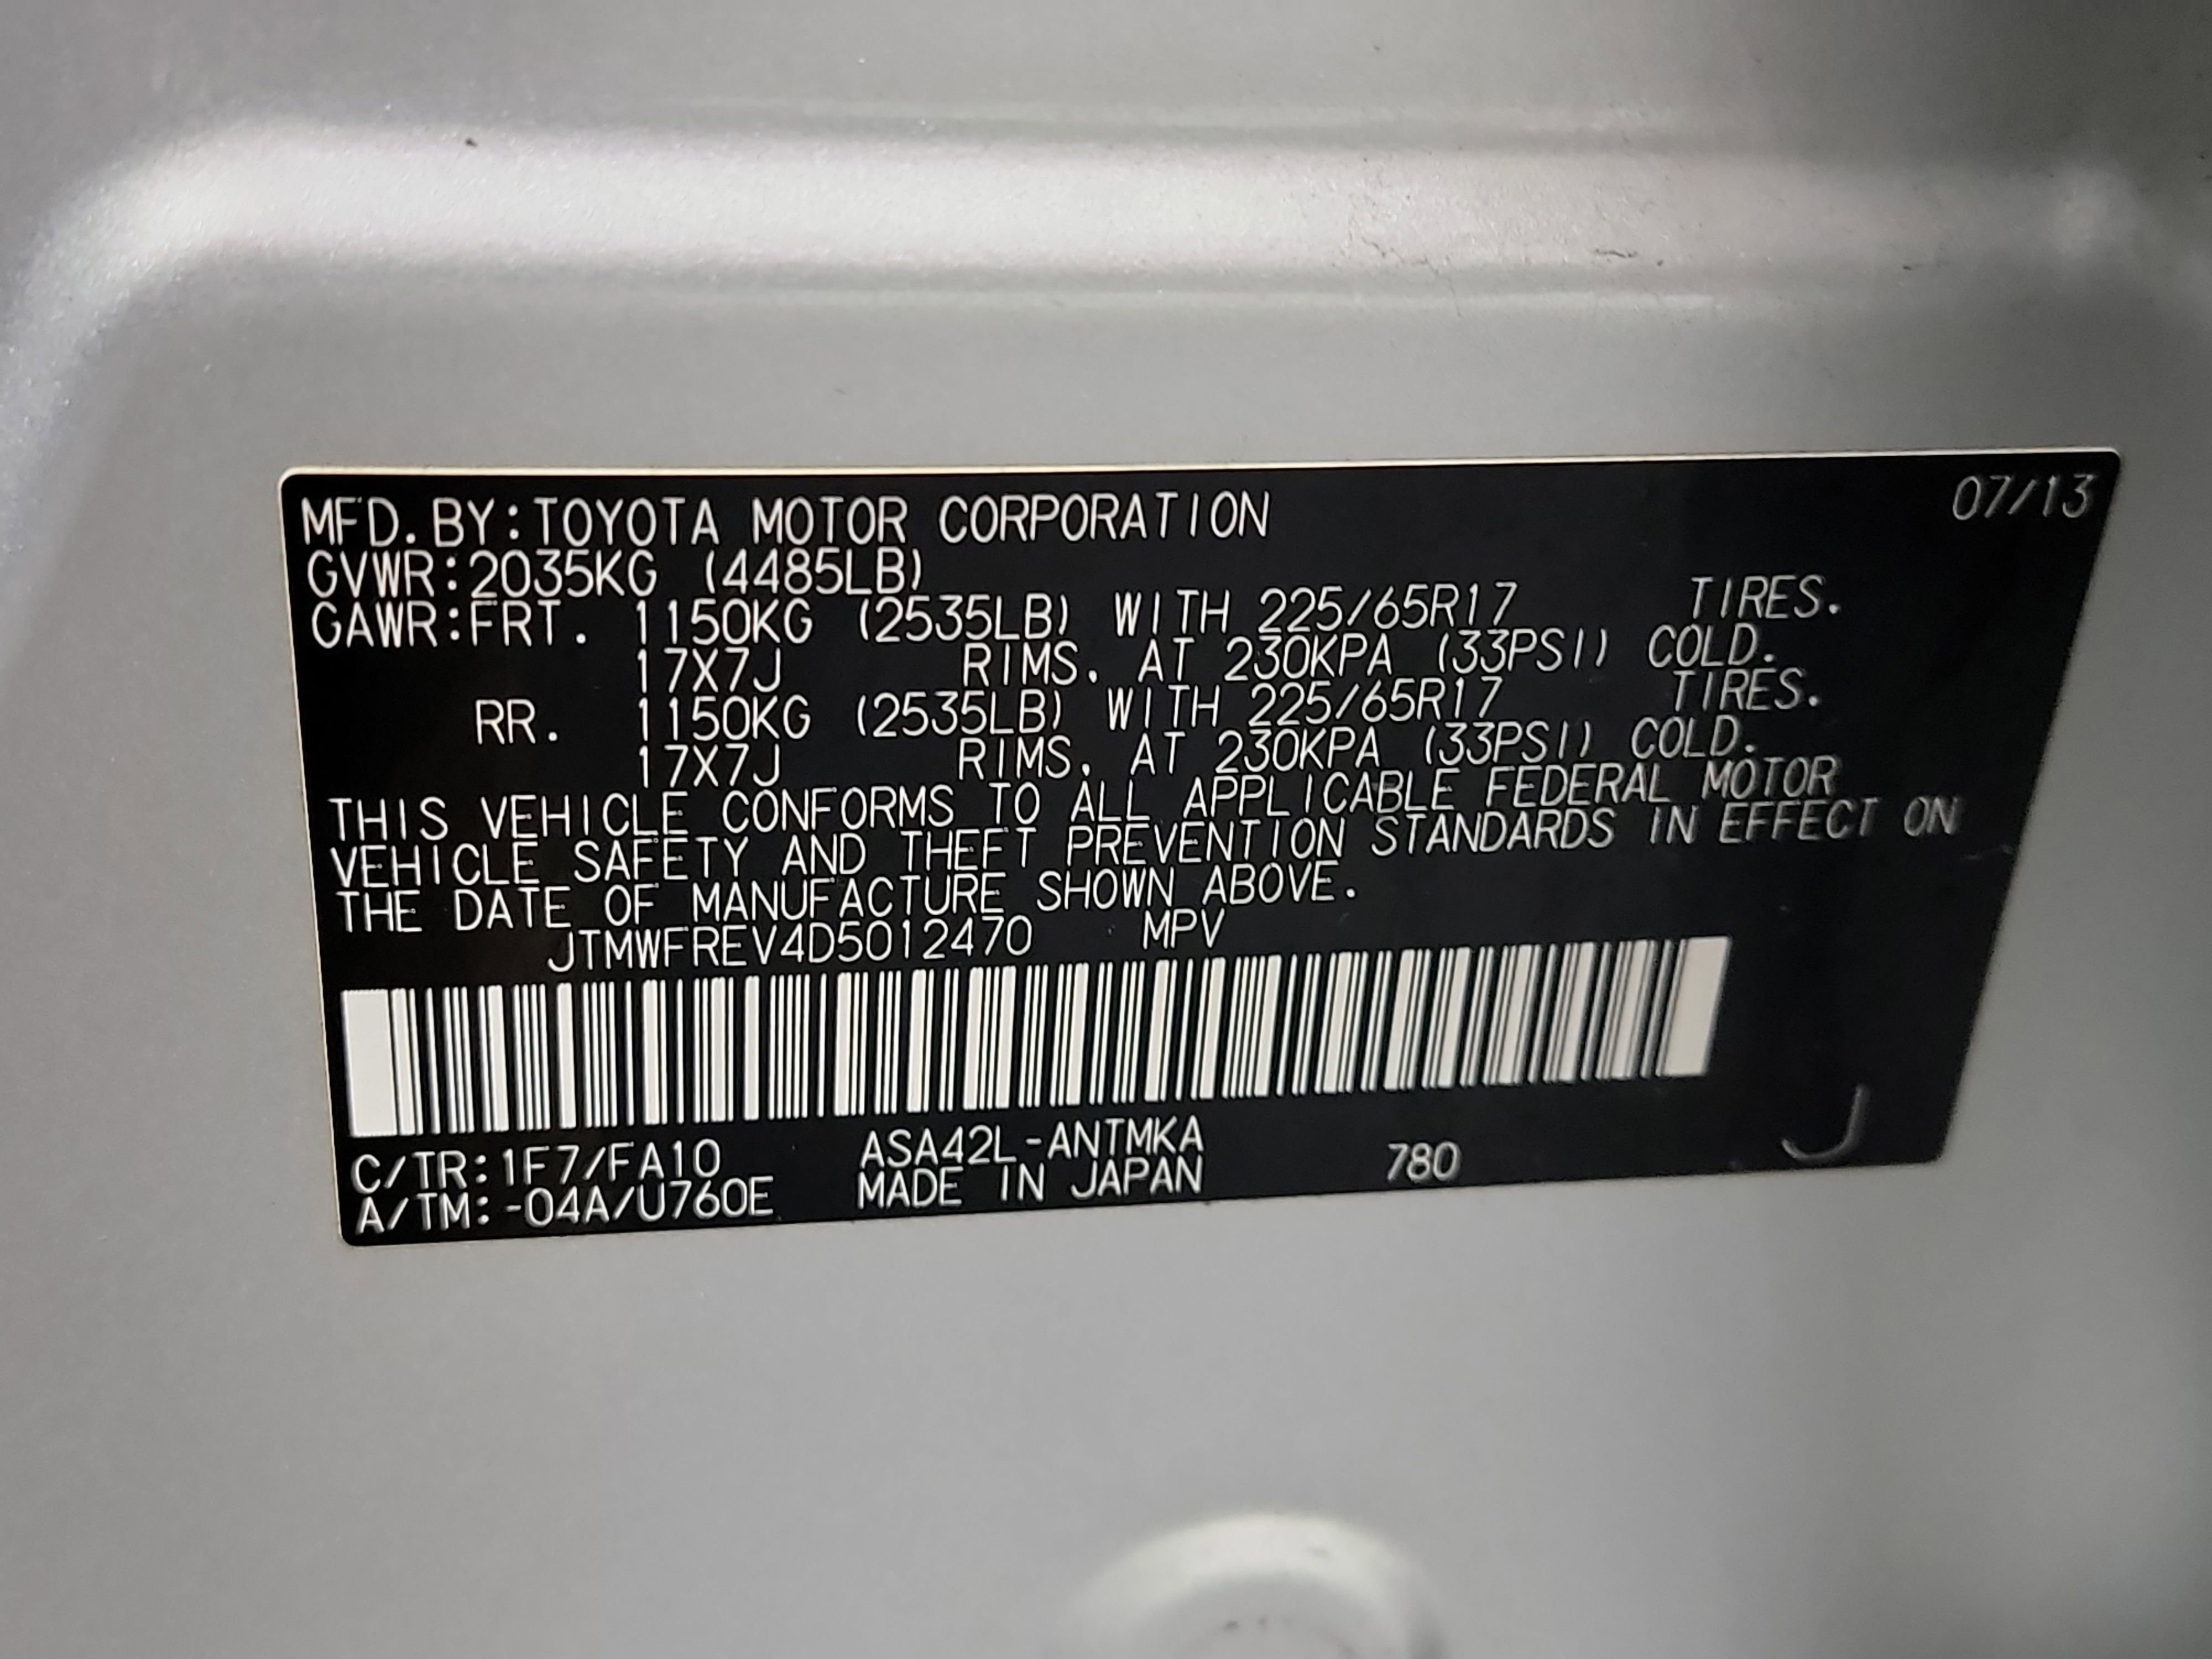 07/13
MFD. BY: TOYOTA MOTOR CORPORATION
GVWR: 2035KG (4485LB)
GAWR: FRT. 1150KG (2535LB) WITH 225/65R17 TIRES.
17X7J RIMS. AT 230KPA (33PSI) COLD.
RR. 1150KG (2535LB) WITH 225/65R17 TIRES.
17X7J RIMS. AT 230KPA (33PSI) COLD.
THIS VEHICLE CONFORMS TO ALL APPLICABLE FEDERAL MOTOR
VEHICLE SAFETY AND THEFT PREVENTION STANDARDS IN EFFECT ON
THE DATE OF MANUFACTURE SHOWN ABOVE.
JTMWFREV4D5012470 MPV
C/TR: 1F7/FA10 ASA42L-ANTMKA 780
A/TM: -04A/U760E MADE IN JAPAN
J